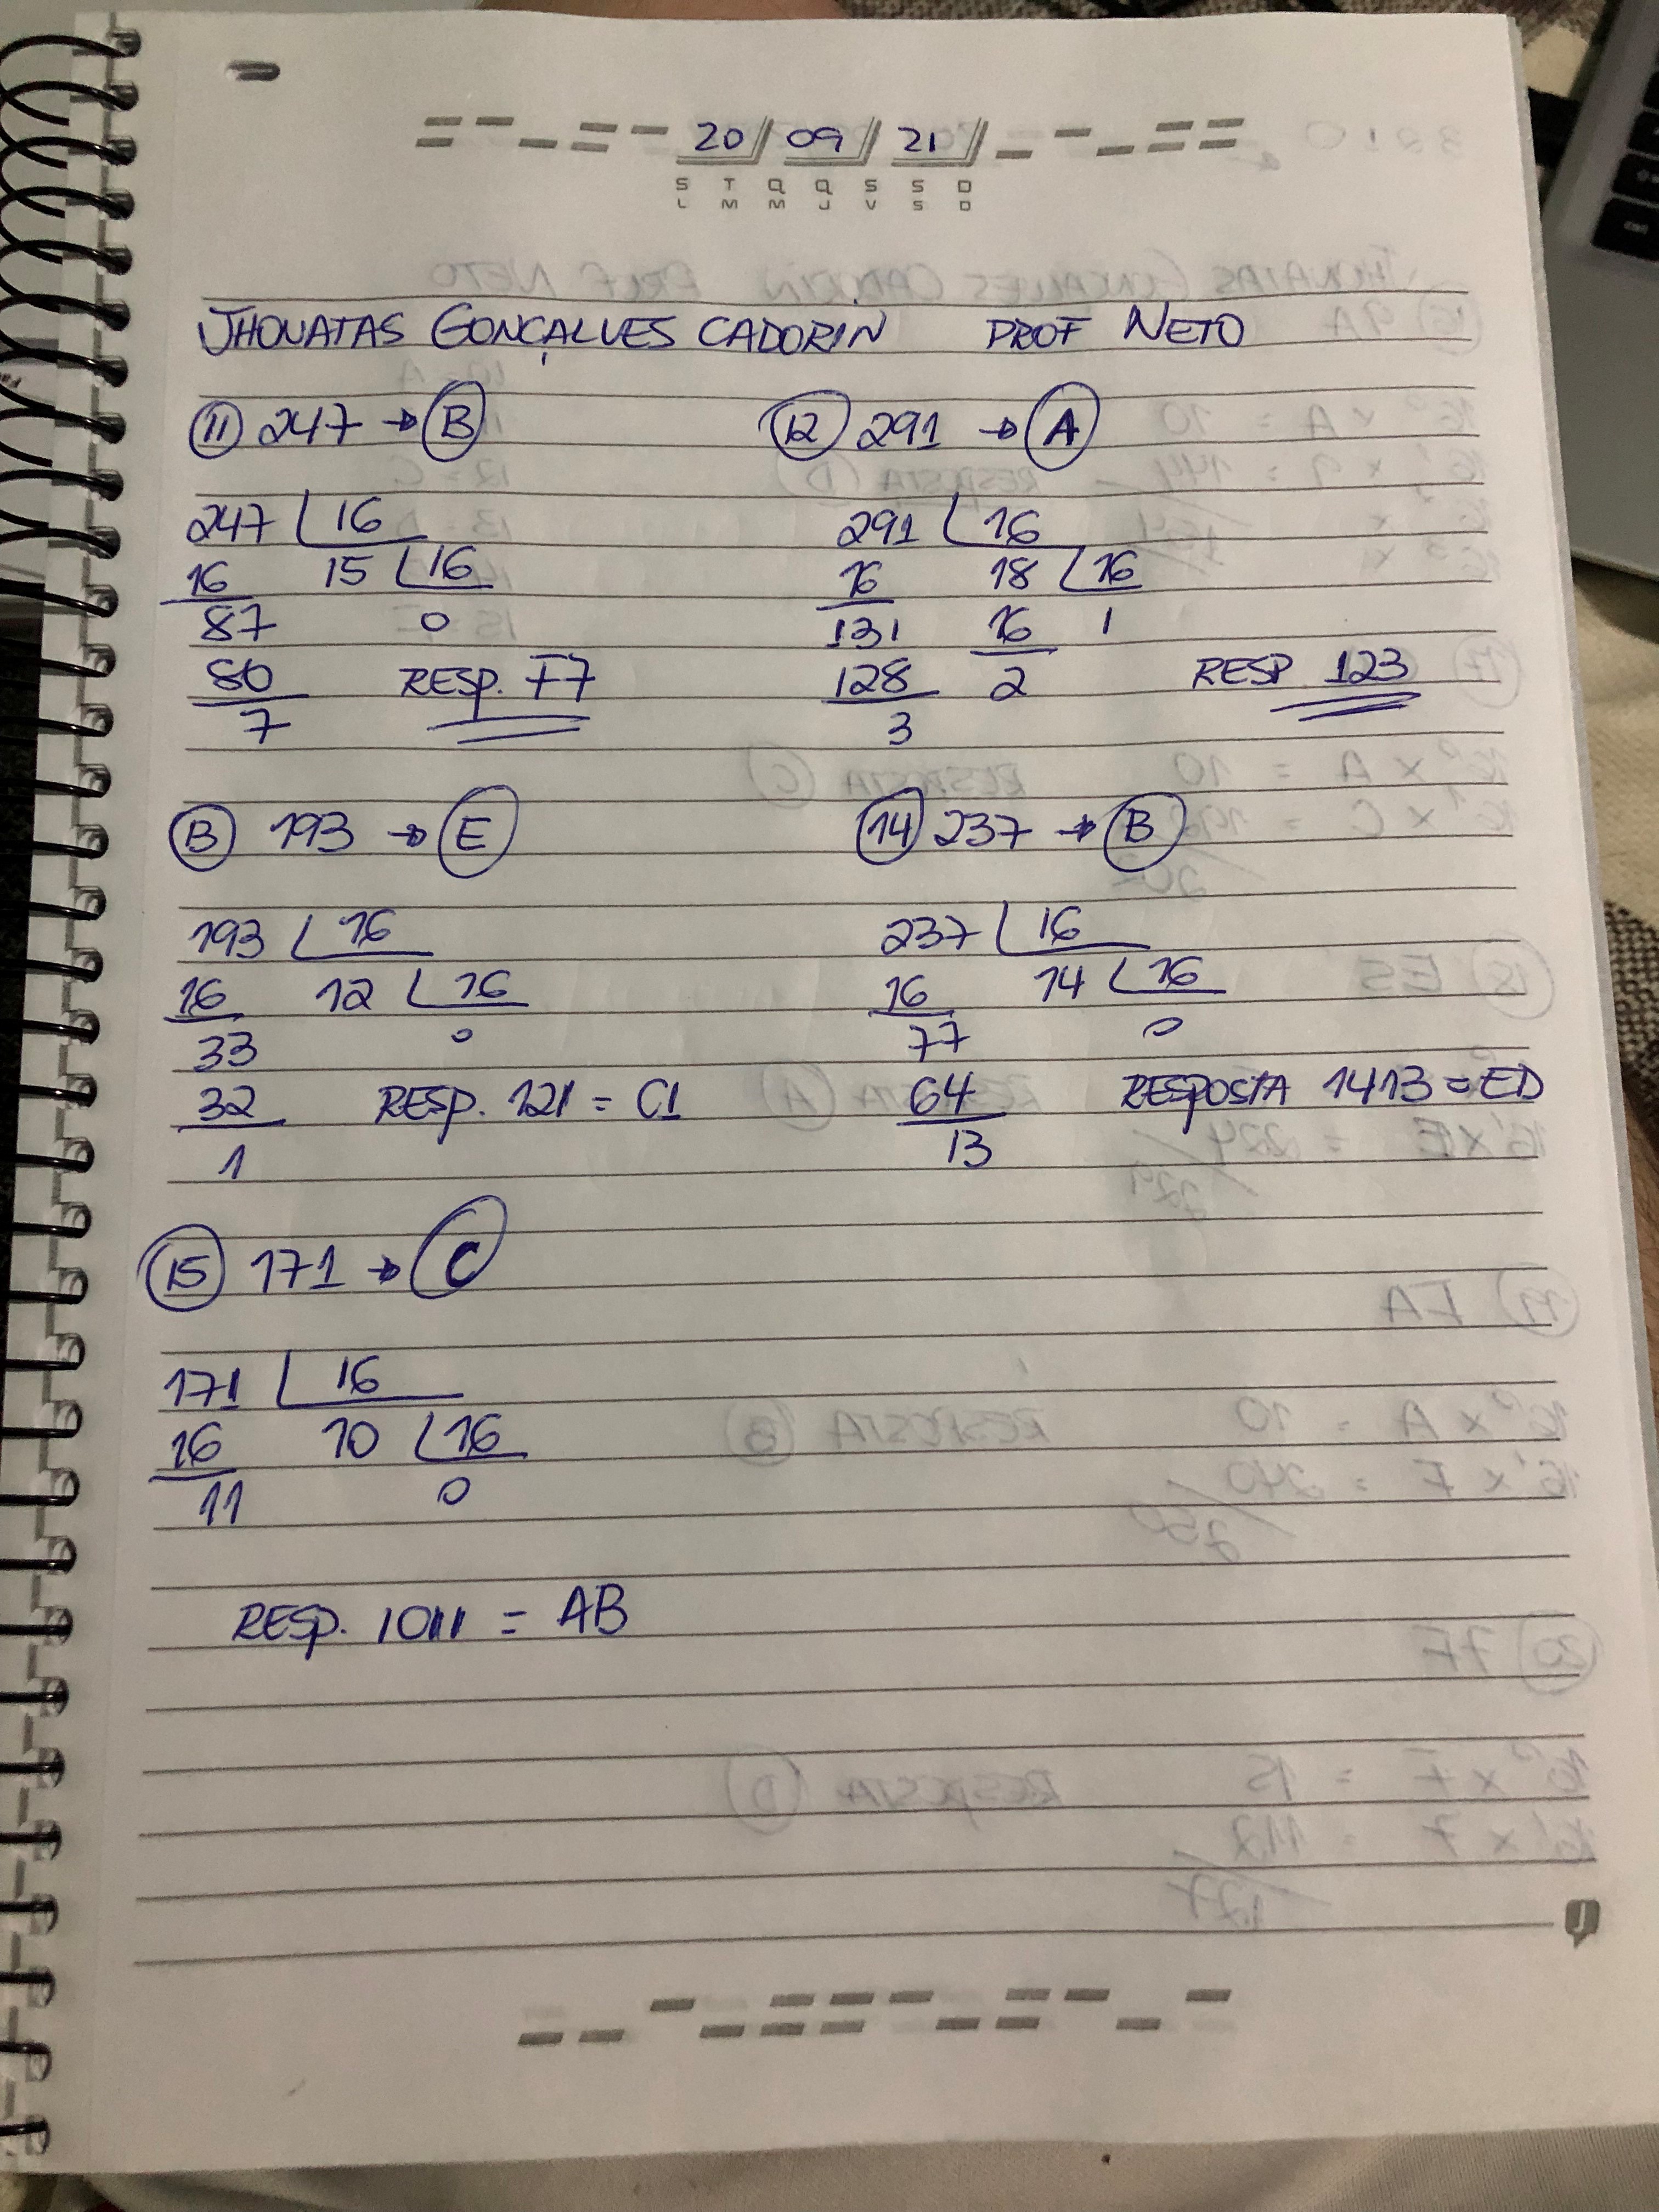 20 09 21
S T Q Q S S D
L M M J V S D
JHONATAS GONÇALVES CADORIN PROF NETO
11 247 → B 12 291 → A
247 16 291 16
16 15 16 16 18 16
87 0 131 16 1
80 RESP. F7 128 2 RESP 123
7 3
13 193 → E 14 237 → B
193 16 237 16
16 12 16 16 14 16
33 0 77 0
32 RESP. 121 = C1 64 RESPOSTA 1413 = ED
1 13
15 171 → C
171 16
16 10 16
11 0
RESP. 1011 = AB